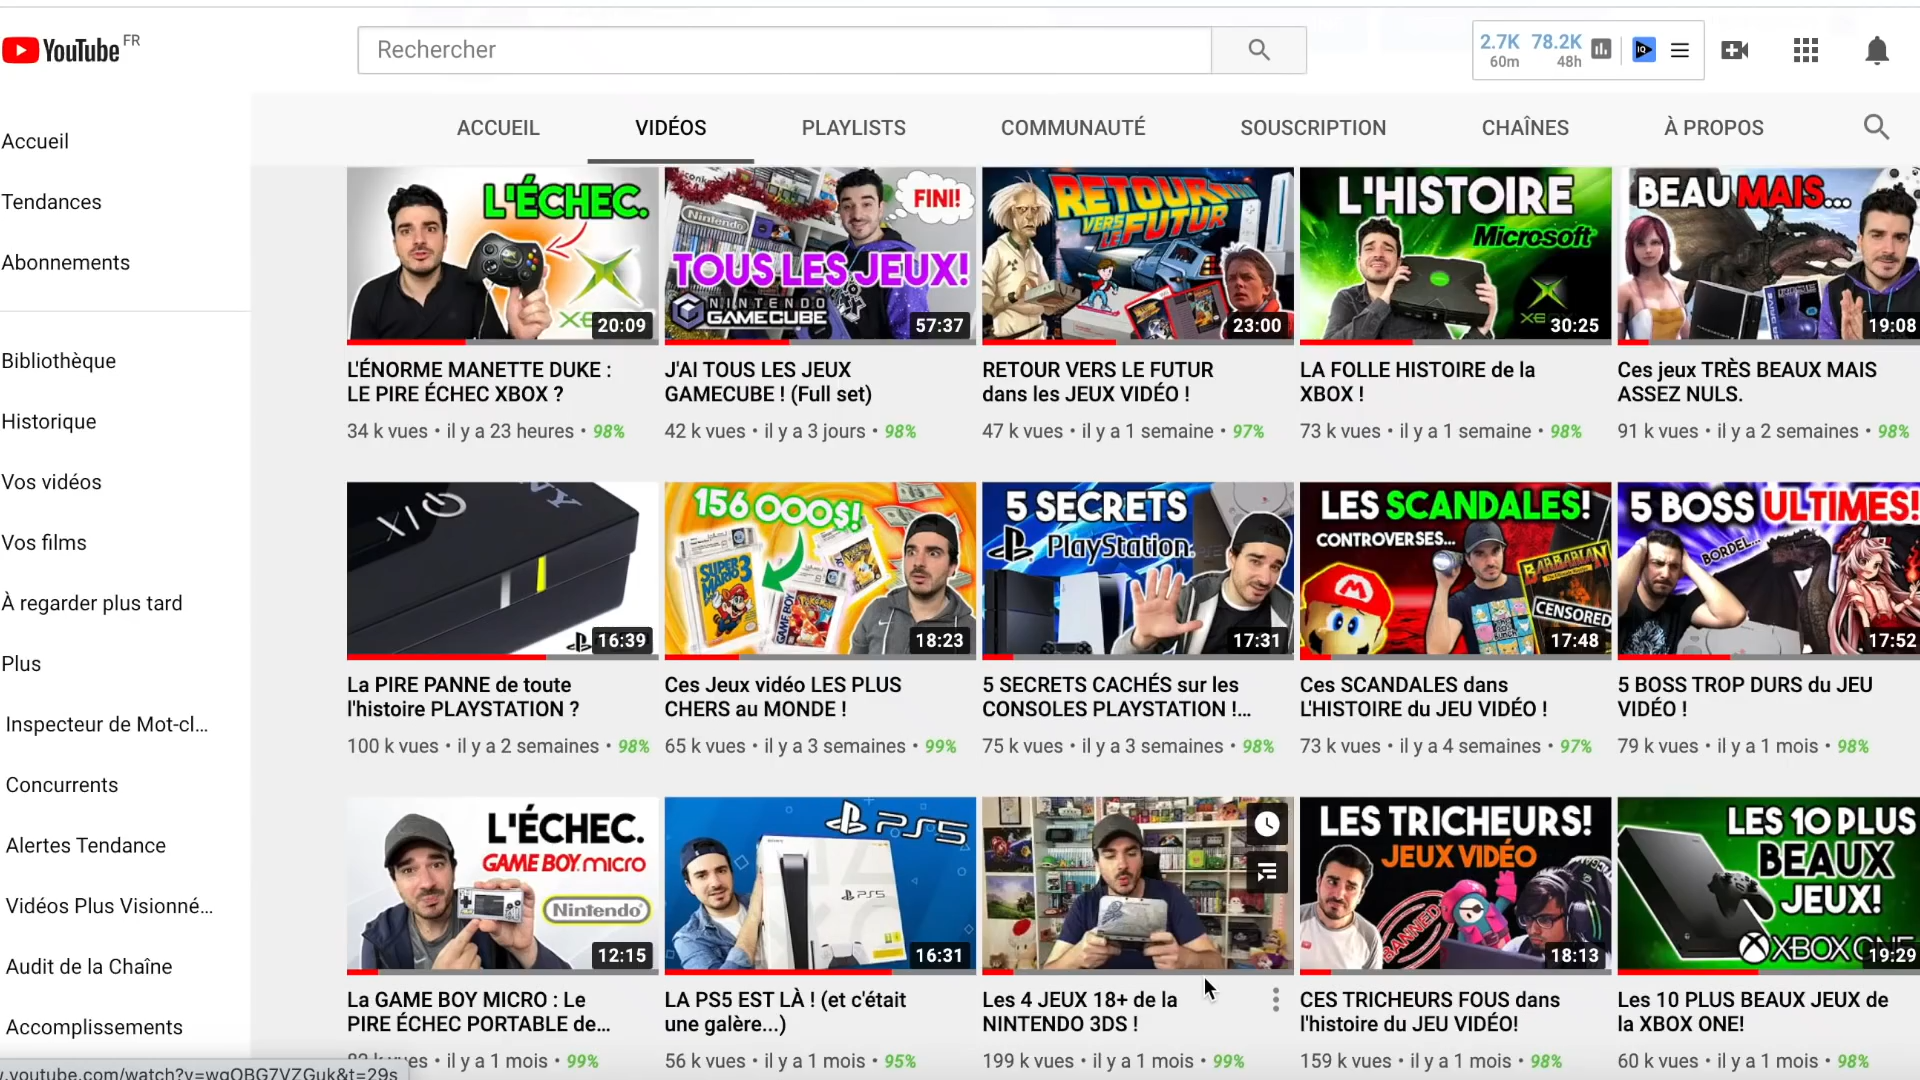 YouTube FR
Rechercher
2.7K 78.2K
60m 48h
Accueil
Tendances
Abonnements
Bibliothèque
Historique
Vos vidéos
Vos films
À regarder plus tard
Plus
Inspecteur de Mot-cl...
Concurrents
Alertes Tendance
Vidéos Plus Visionné...
Audit de la Chaîne
Accomplissements
ACCUEIL VIDÉOS PLAYLISTS COMMUNAUTÉ SOUSCRIPTION CHAÎNES À PROPOS
L'ÉCHEC.
20:09
L'ÉNORME MANETTE DUKE :
LE PIRE ÉCHEC XBOX ?
34 k vues • il y a 23 heures • 98%
FINI!
Nintendo
TOUS LES JEUX!
NINTENDO
GAMECUBE
57:37
J'AI TOUS LES JEUX
GAMECUBE ! (Full set)
42 k vues • il y a 3 jours • 98%
RETOUR
VERS
LE FUTUR
23:00
RETOUR VERS LE FUTUR
dans les JEUX VIDÉO !
47 k vues • il y a 1 semaine • 97%
L'HISTOIRE
Microsoft
30:25
LA FOLLE HISTOIRE de la
XBOX !
73 k vues • il y a 1 semaine • 98%
BEAU MAIS...
19:08
Ces jeux TRÈS BEAUX MAIS
ASSEZ NULS.
91 k vues • il y a 2 semaines • 98%
16:39
La PIRE PANNE de toute
l'histoire PLAYSTATION ?
100 k vues • il y a 2 semaines • 98%
156 000$!
SUPER
MARIO 3
GAME BOY
18:23
Ces Jeux vidéo LES PLUS
CHERS au MONDE !
65 k vues • il y a 3 semaines • 99%
5 SECRETS
PlayStation
17:31
5 SECRETS CACHÉS sur les
CONSOLES PLAYSTATION !...
75 k vues • il y a 3 semaines • 98%
LES SCANDALES!
CONTROVERSES...
BARBARIAN
CENSORED
17:48
Ces SCANDALES dans
L'HISTOIRE du JEU VIDÉO !
73 k vues • il y a 4 semaines • 97%
5 BOSS ULTIMES!
BORDEL...
17:52
5 BOSS TROP DURS du JEU
VIDÉO !
79 k vues • il y a 1 mois • 98%
L'ÉCHEC.
GAME BOY micro
Nintendo
12:15
La GAME BOY MICRO : Le
PIRE ÉCHEC PORTABLE de...
vues • il y a 1 mois • 99%
PS5
PS5
16:31
LA PS5 EST LÀ ! (et c'était
une galère...)
56 k vues • il y a 1 mois • 95%
Les 4 JEUX 18+ de la
NINTENDO 3DS !
199 k vues • il y a 1 mois • 99%
LES TRICHEURS!
JEUX VIDÉO
BANNED
18:13
CES TRICHEURS FOUS dans
l'histoire du JEU VIDÉO!
159 k vues • il y a 1 mois • 98%
LES 10 PLUS
BEAUX
JEUX!
XBOX ONE
19:29
Les 10 PLUS BEAUX JEUX de
la XBOX ONE!
60 k vues • il y a 1 mois • 98%